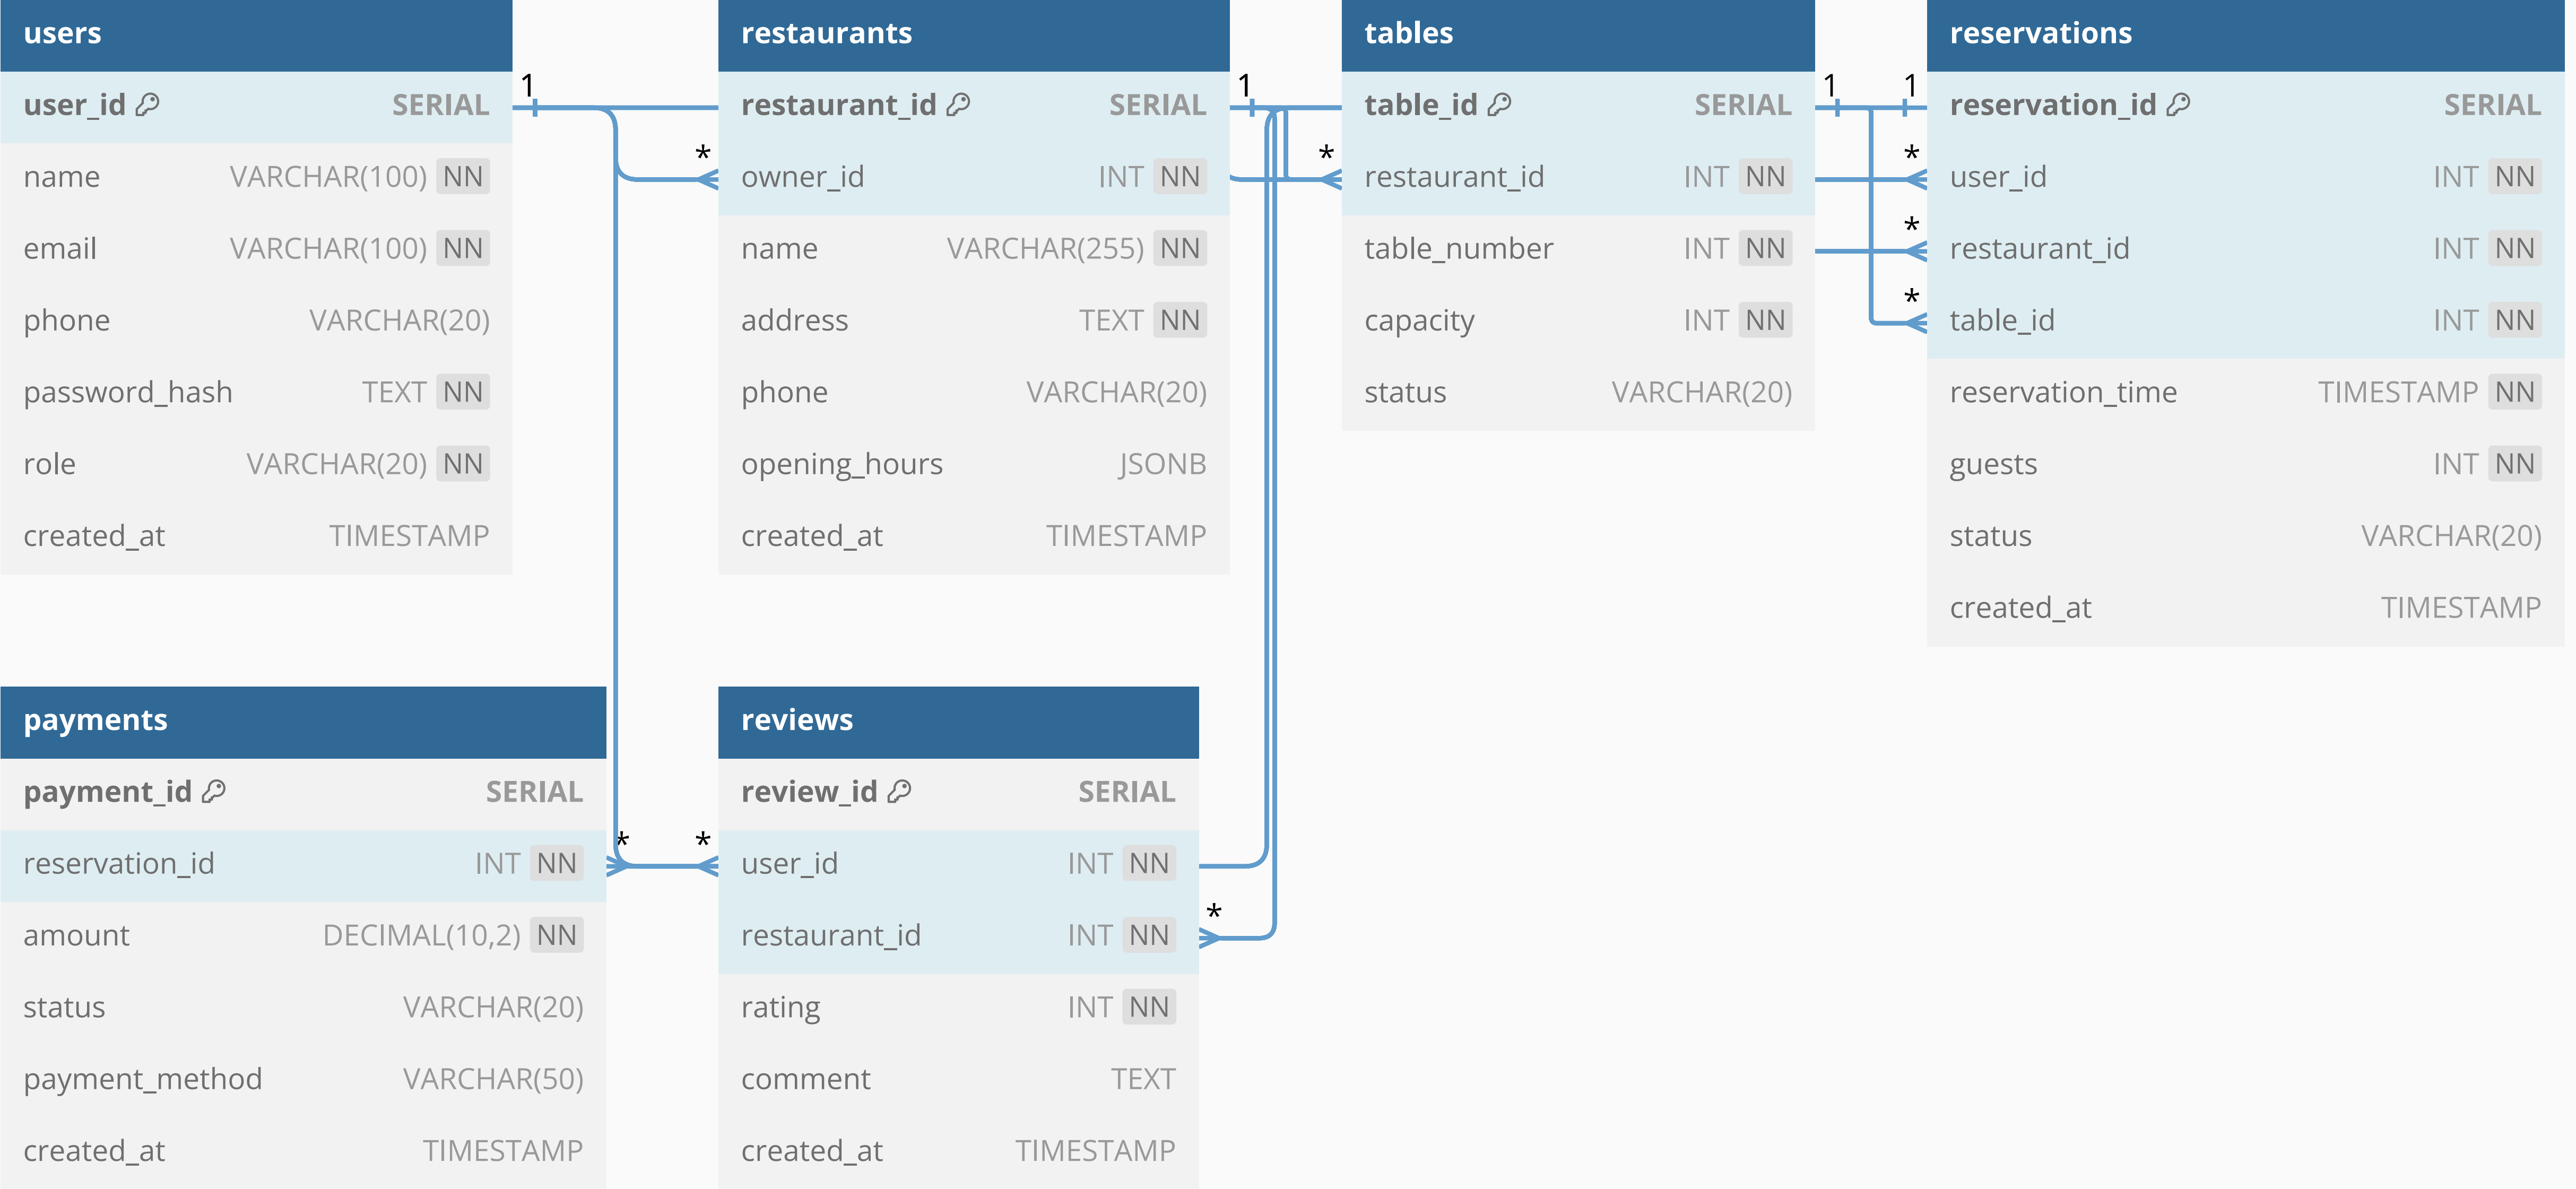 users
1
user_id SERIAL
name VARCHAR(100) NN
email VARCHAR(100) NN
phone VARCHAR(20)
password_hash TEXT NN
role VARCHAR(20) NN
created_at TIMESTAMP
restaurants
1
restaurant_id SERIAL
*
owner_id INT NN
name VARCHAR(255) NN
address TEXT NN
phone VARCHAR(20)
opening_hours JSONB
created_at TIMESTAMP
tables
1
table_id SERIAL
*
restaurant_id INT NN
table_number INT NN
capacity INT NN
status VARCHAR(20)
reservations
1
reservation_id SERIAL
*
user_id INT NN
*
restaurant_id INT NN
*
table_id INT NN
reservation_time TIMESTAMP NN
guests INT NN
status VARCHAR(20)
created_at TIMESTAMP
payments
payment_id SERIAL
*
reservation_id INT NN
amount DECIMAL(10,2) NN
status VARCHAR(20)
payment_method VARCHAR(50)
created_at TIMESTAMP
reviews
review_id SERIAL
*
user_id INT NN
*
restaurant_id INT NN
rating INT NN
comment TEXT
created_at TIMESTAMP